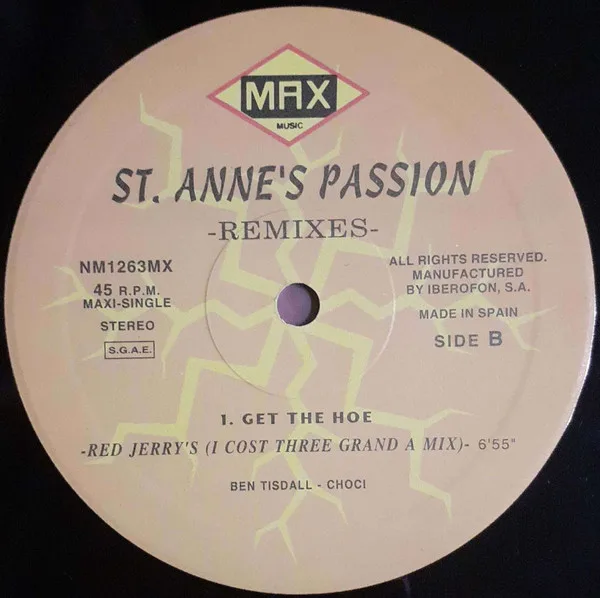 MAX
MUSIC
ST. ANNE'S PASSION
-REMIXES-
NM1263MX
45 R.P.M.
MAXI-SINGLE
STEREO
S.G.A.E.
ALL RIGHTS RESERVED.
MANUFACTURED
BY IBEROFON, S.A.
MADE IN SPAIN
SIDE B
1. GET THE HOE
-RED JERRY'S (I COST THREE GRAND A MIX)- 6'55"
BEN TISDALL - CHOCI